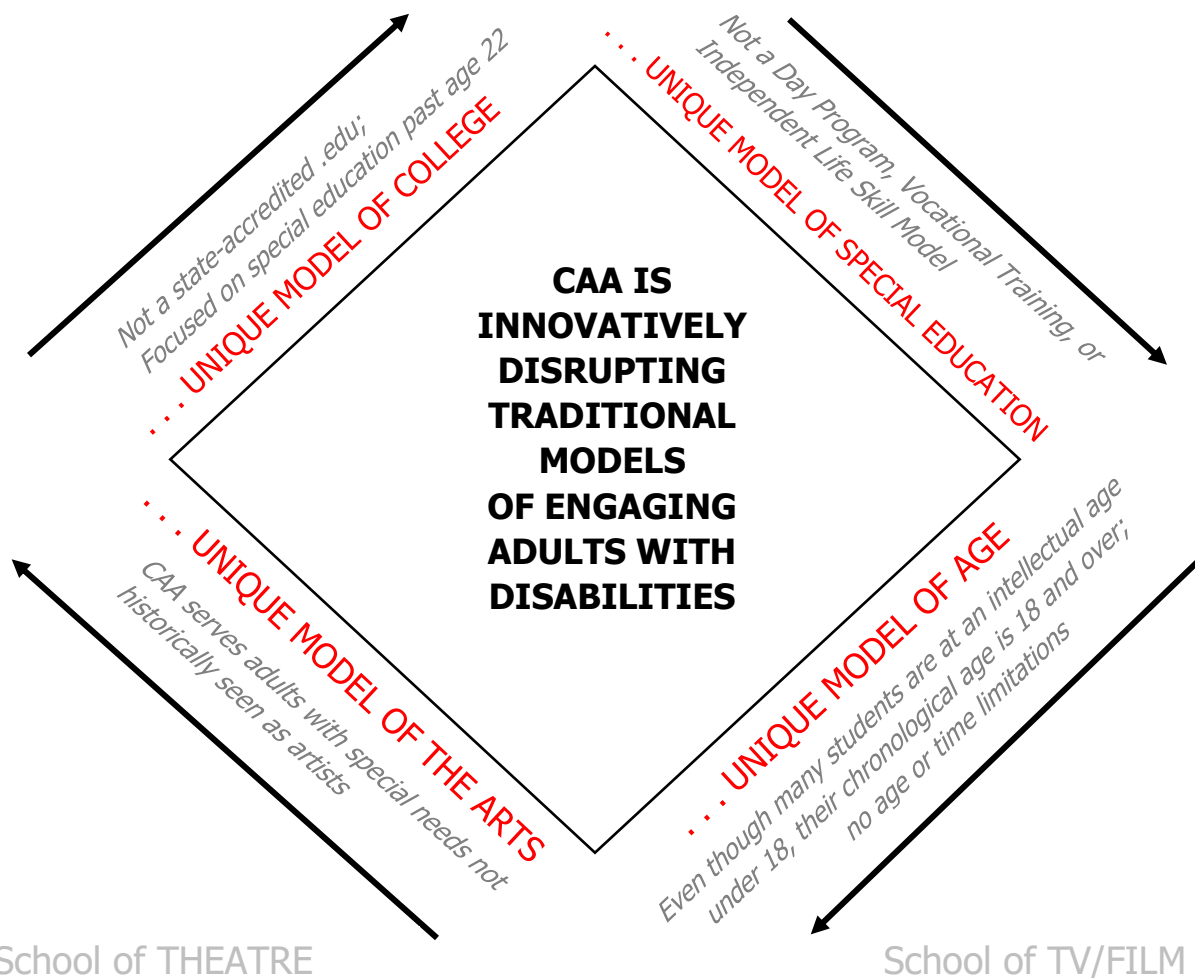 Not a state-accredited .edu;
Focused on special education past age 22
. . . UNIQUE MODEL OF COLLEGE
Not a Day Program, Vocational Training, or
Independent Life Skill Model
. . . UNIQUE MODEL OF SPECIAL EDUCATION
CAA IS
INNOVATIVELY
DISRUPTING
TRADITIONAL
MODELS
OF ENGAGING
ADULTS WITH
DISABILITIES
. . . UNIQUE MODEL OF THE ARTS
CAA serves adults with special needs not
historically seen as artists
. . . UNIQUE MODEL OF AGE
Even though many students are at an intellectual age
under 18, their chronological age is 18 and over;
no age or time limitations
School of THEATRE
School of TV/FILM